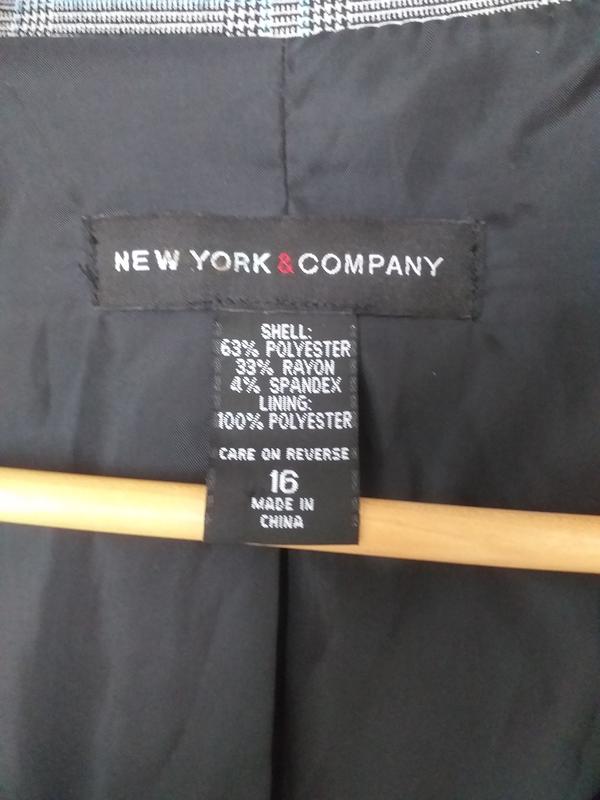 NEW YORK & COMPANY
SHELL:
63% POLYESTER
33% RAYON
4% SPANDEX
LINING:
100% POLYESTER
CARE ON REVERSE
16
MADE IN
CHINA